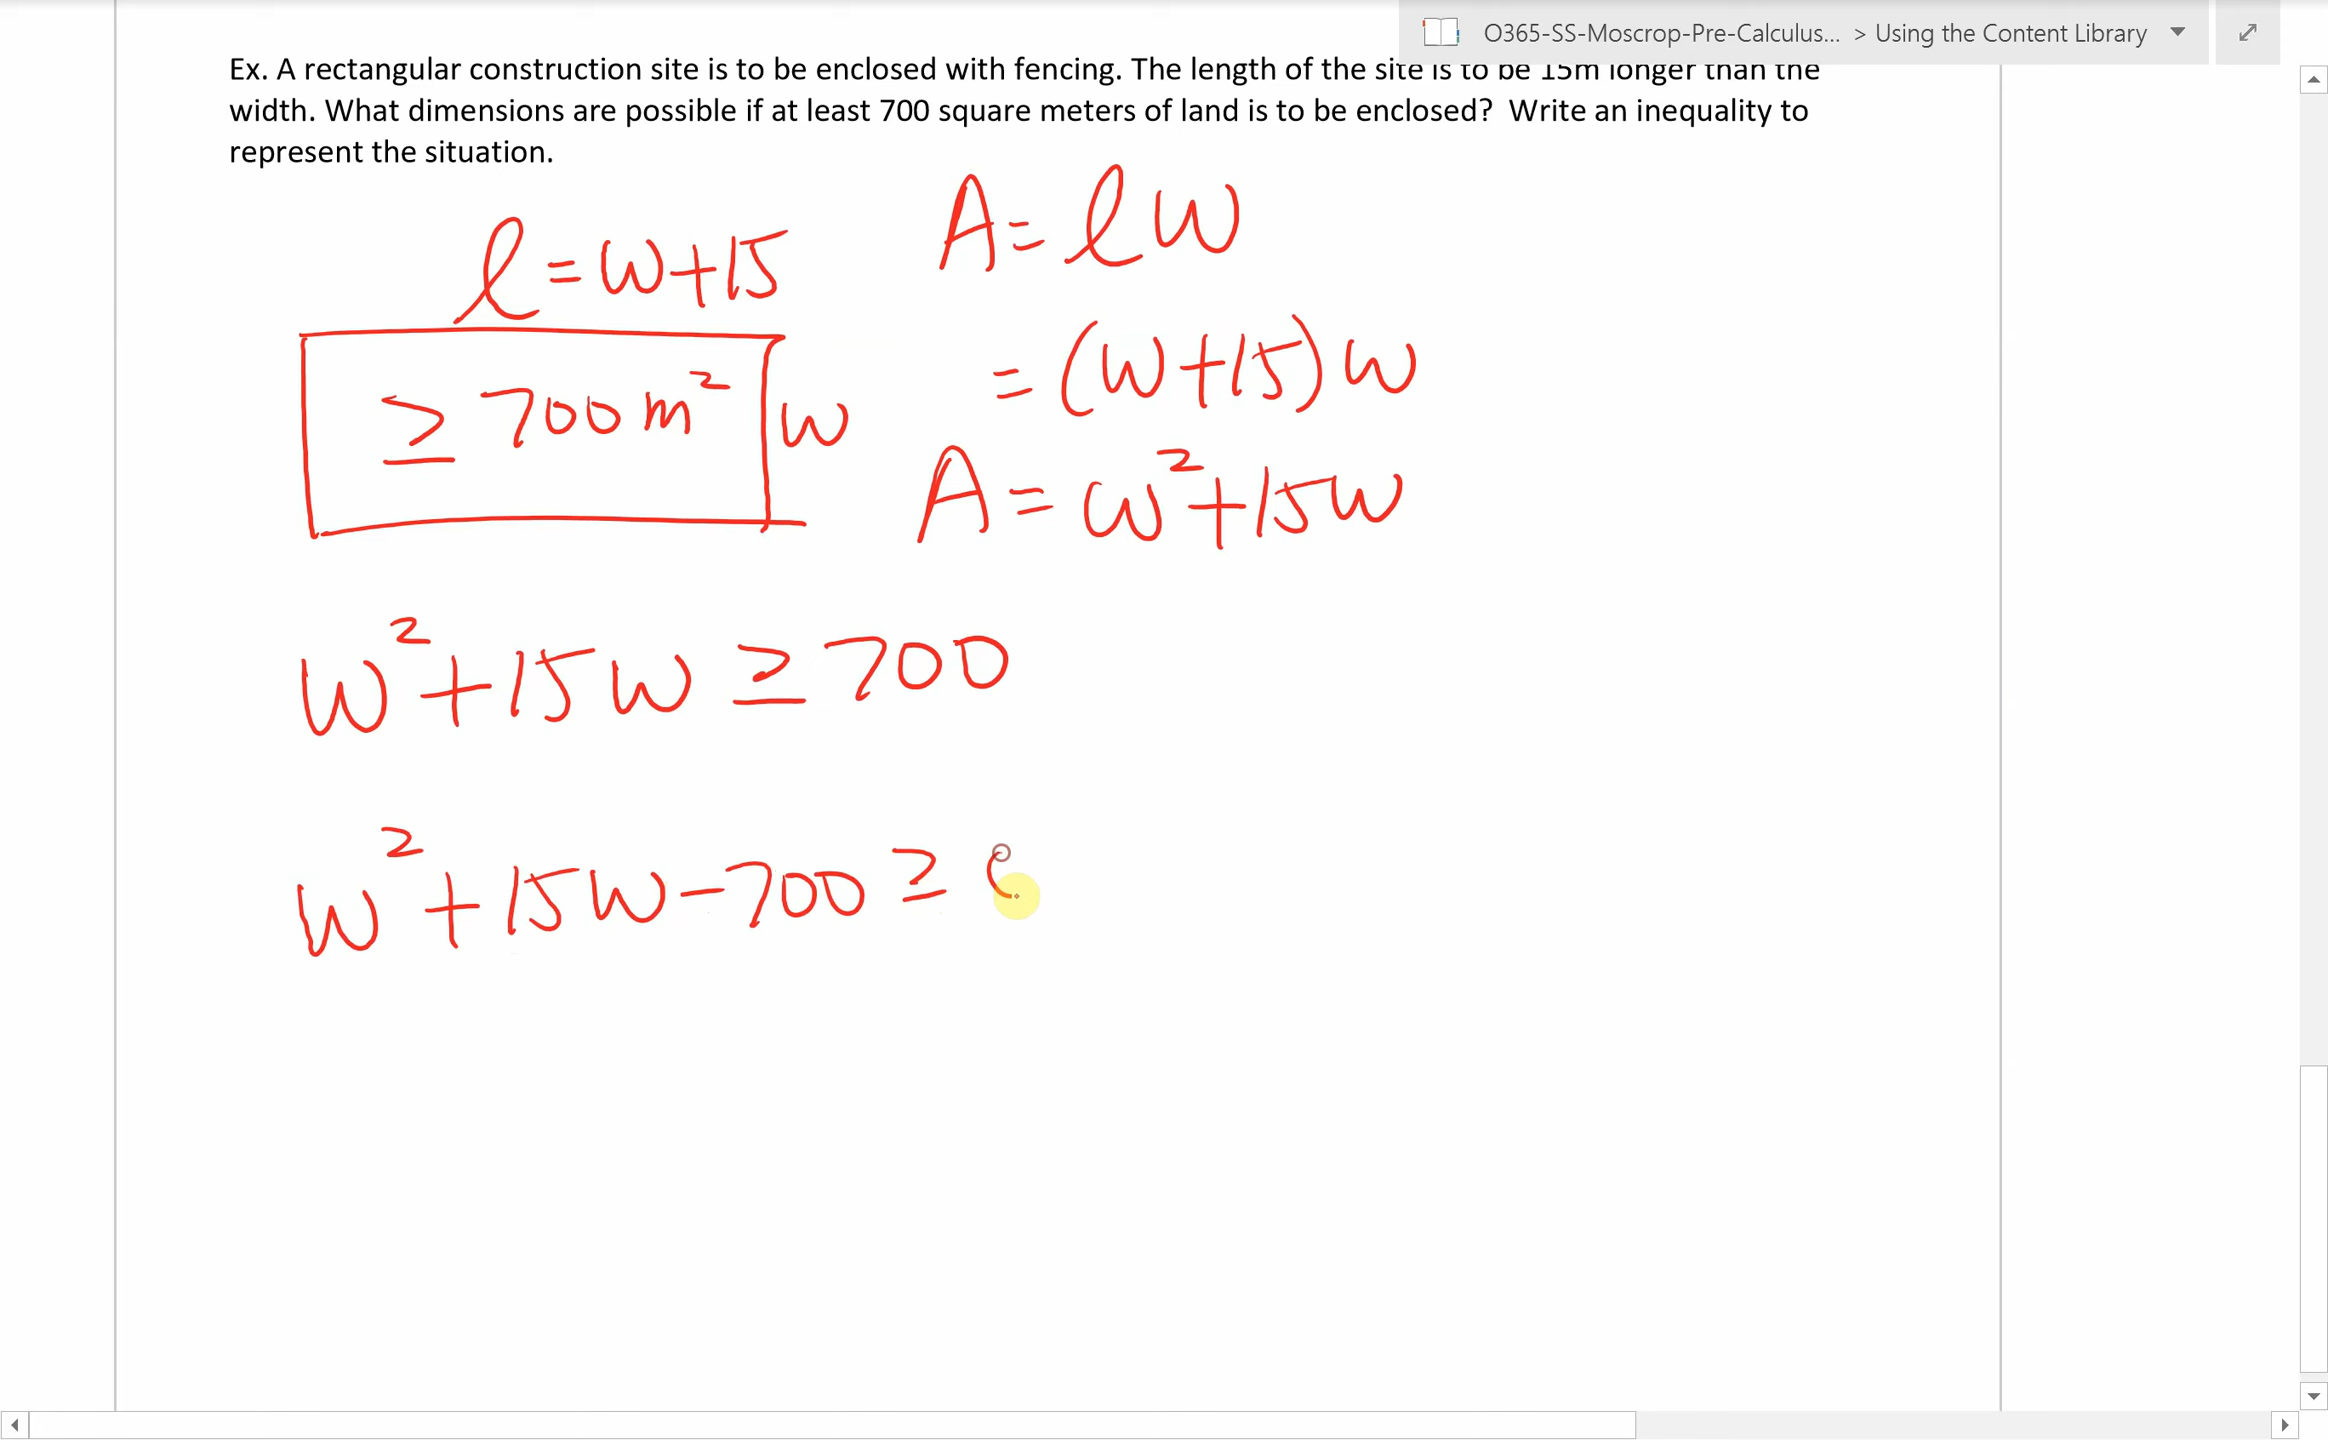 O365-SS-Moscrop-Pre-Calculus... > Using the Content Library
Ex. A rectangular construction site is to be enclosed with fencing. The length of the site is to be 15m longer than the
width. What dimensions are possible if at least 700 square meters of land is to be enclosed?  Write an inequality to
represent the situation.
l = w+15
A = lw
= (w+15)w
≥ 700 m²
w
A = w²+15w
w²+15w ≥ 700
w²+15w-700 ≥